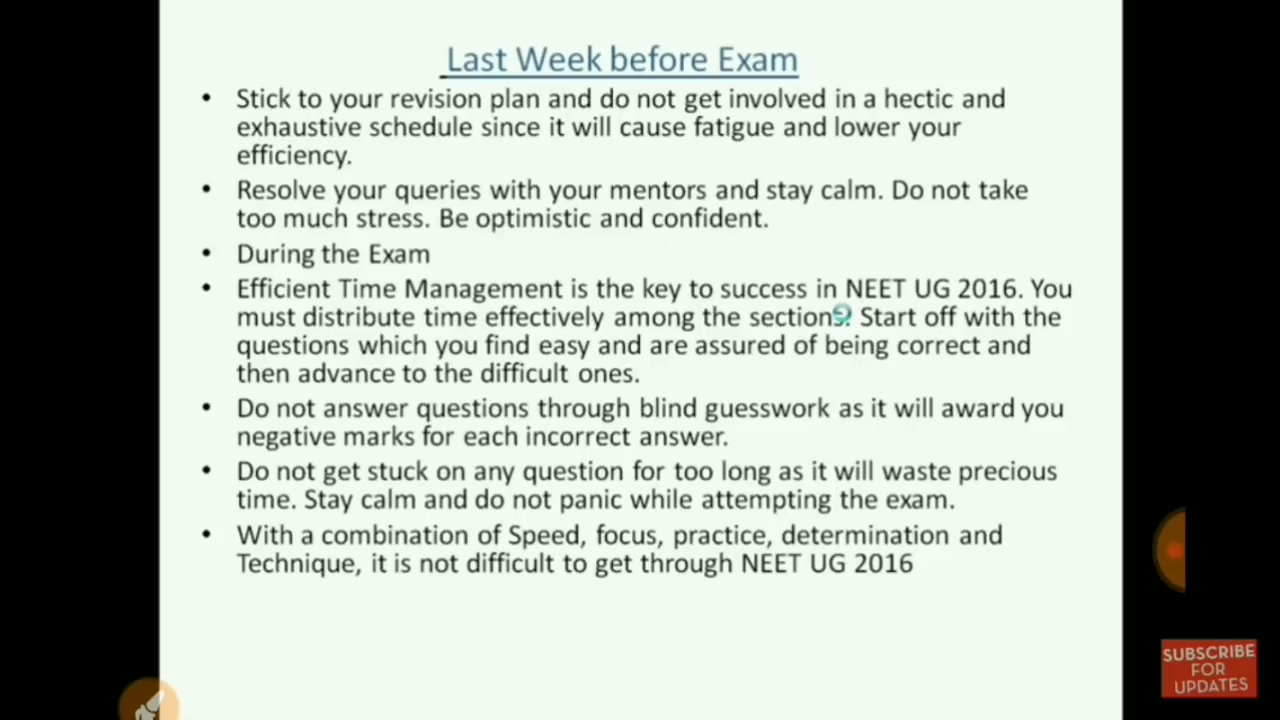 Last Week before Exam
• Stick to your revision plan and do not get involved in a hectic and
exhaustive schedule since it will cause fatigue and lower your
efficiency.
• Resolve your queries with your mentors and stay calm. Do not take
too much stress. Be optimistic and confident.
• During the Exam
• Efficient Time Management is the key to success in NEET UG 2016. You
must distribute time effectively among the sections. Start off with the
questions which you find easy and are assured of being correct and
then advance to the difficult ones.
• Do not answer questions through blind guesswork as it will award you
negative marks for each incorrect answer.
• Do not get stuck on any question for too long as it will waste precious
time. Stay calm and do not panic while attempting the exam.
• With a combination of Speed, focus, practice, determination and
Technique, it is not difficult to get through NEET UG 2016
SUBSCRIBE
FOR
UPDATES